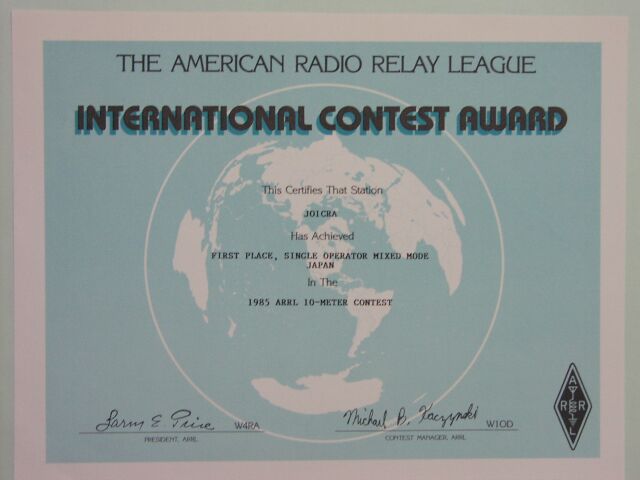 THE AMERICAN RADIO RELAY LEAGUE
INTERNATIONAL CONTEST AWARD
This Certifies That Station
JO1CRA
Has Achieved
FIRST PLACE, SINGLE OPERATOR MIXED MODE
JAPAN
In The
1985 ARRL 10-METER CONTEST
Larry E. Price W4RA
PRESIDENT, ARRL
Michael B. Kaczynski W1OD
CONTEST MANAGER, ARRL
A
R R
L